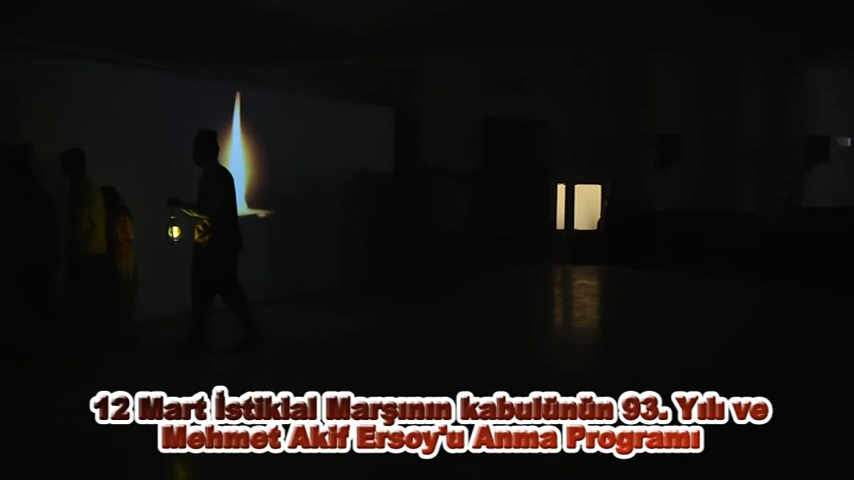 12 Mart İstiklal Marşının kabulünün 93. Yılı ve
Mehmet Akif Ersoy'u Anma Programı